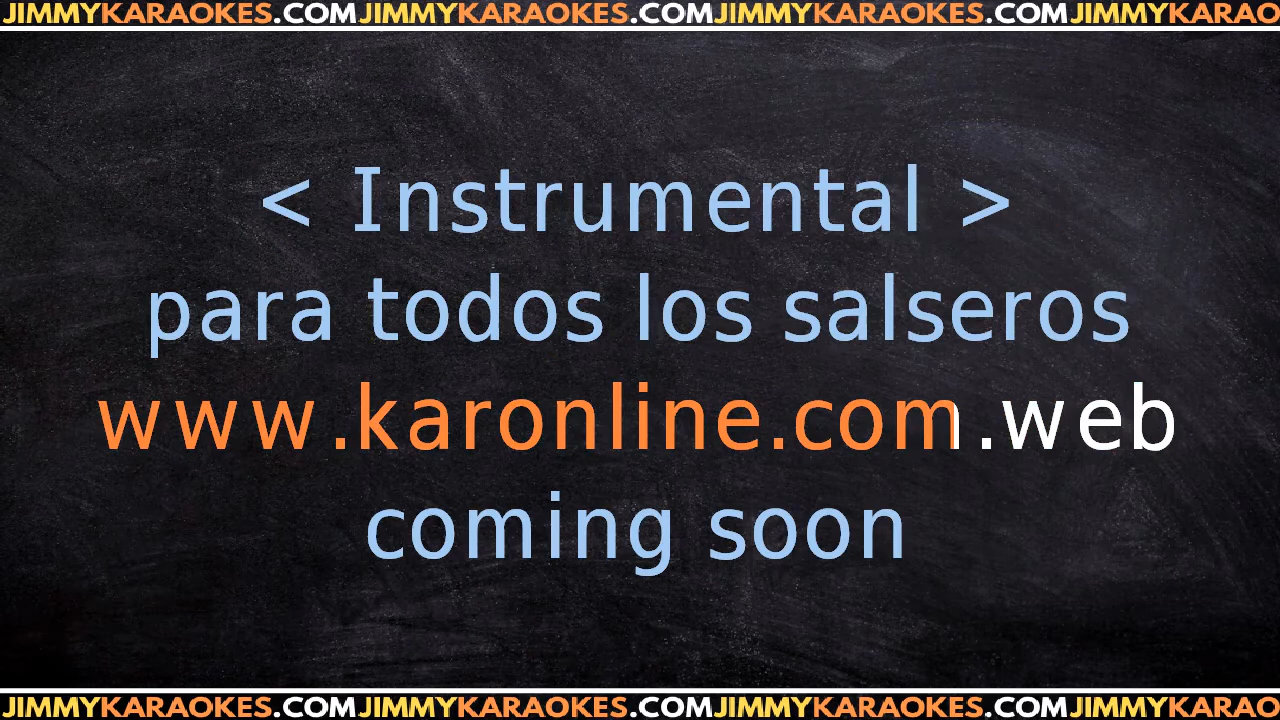 JIMMYKARAOKES.COMJIMMYKARAOKES.COMJIMMYKARAOKES.COMJIMMYKARAO
< Instrumental >
para todos los salseros
www.karonline.com.web
coming soon
JIMMYKARAOKES.COMJIMMYKARAOKES.COMJIMMYKARAOKES.COMJIMMYKARAO